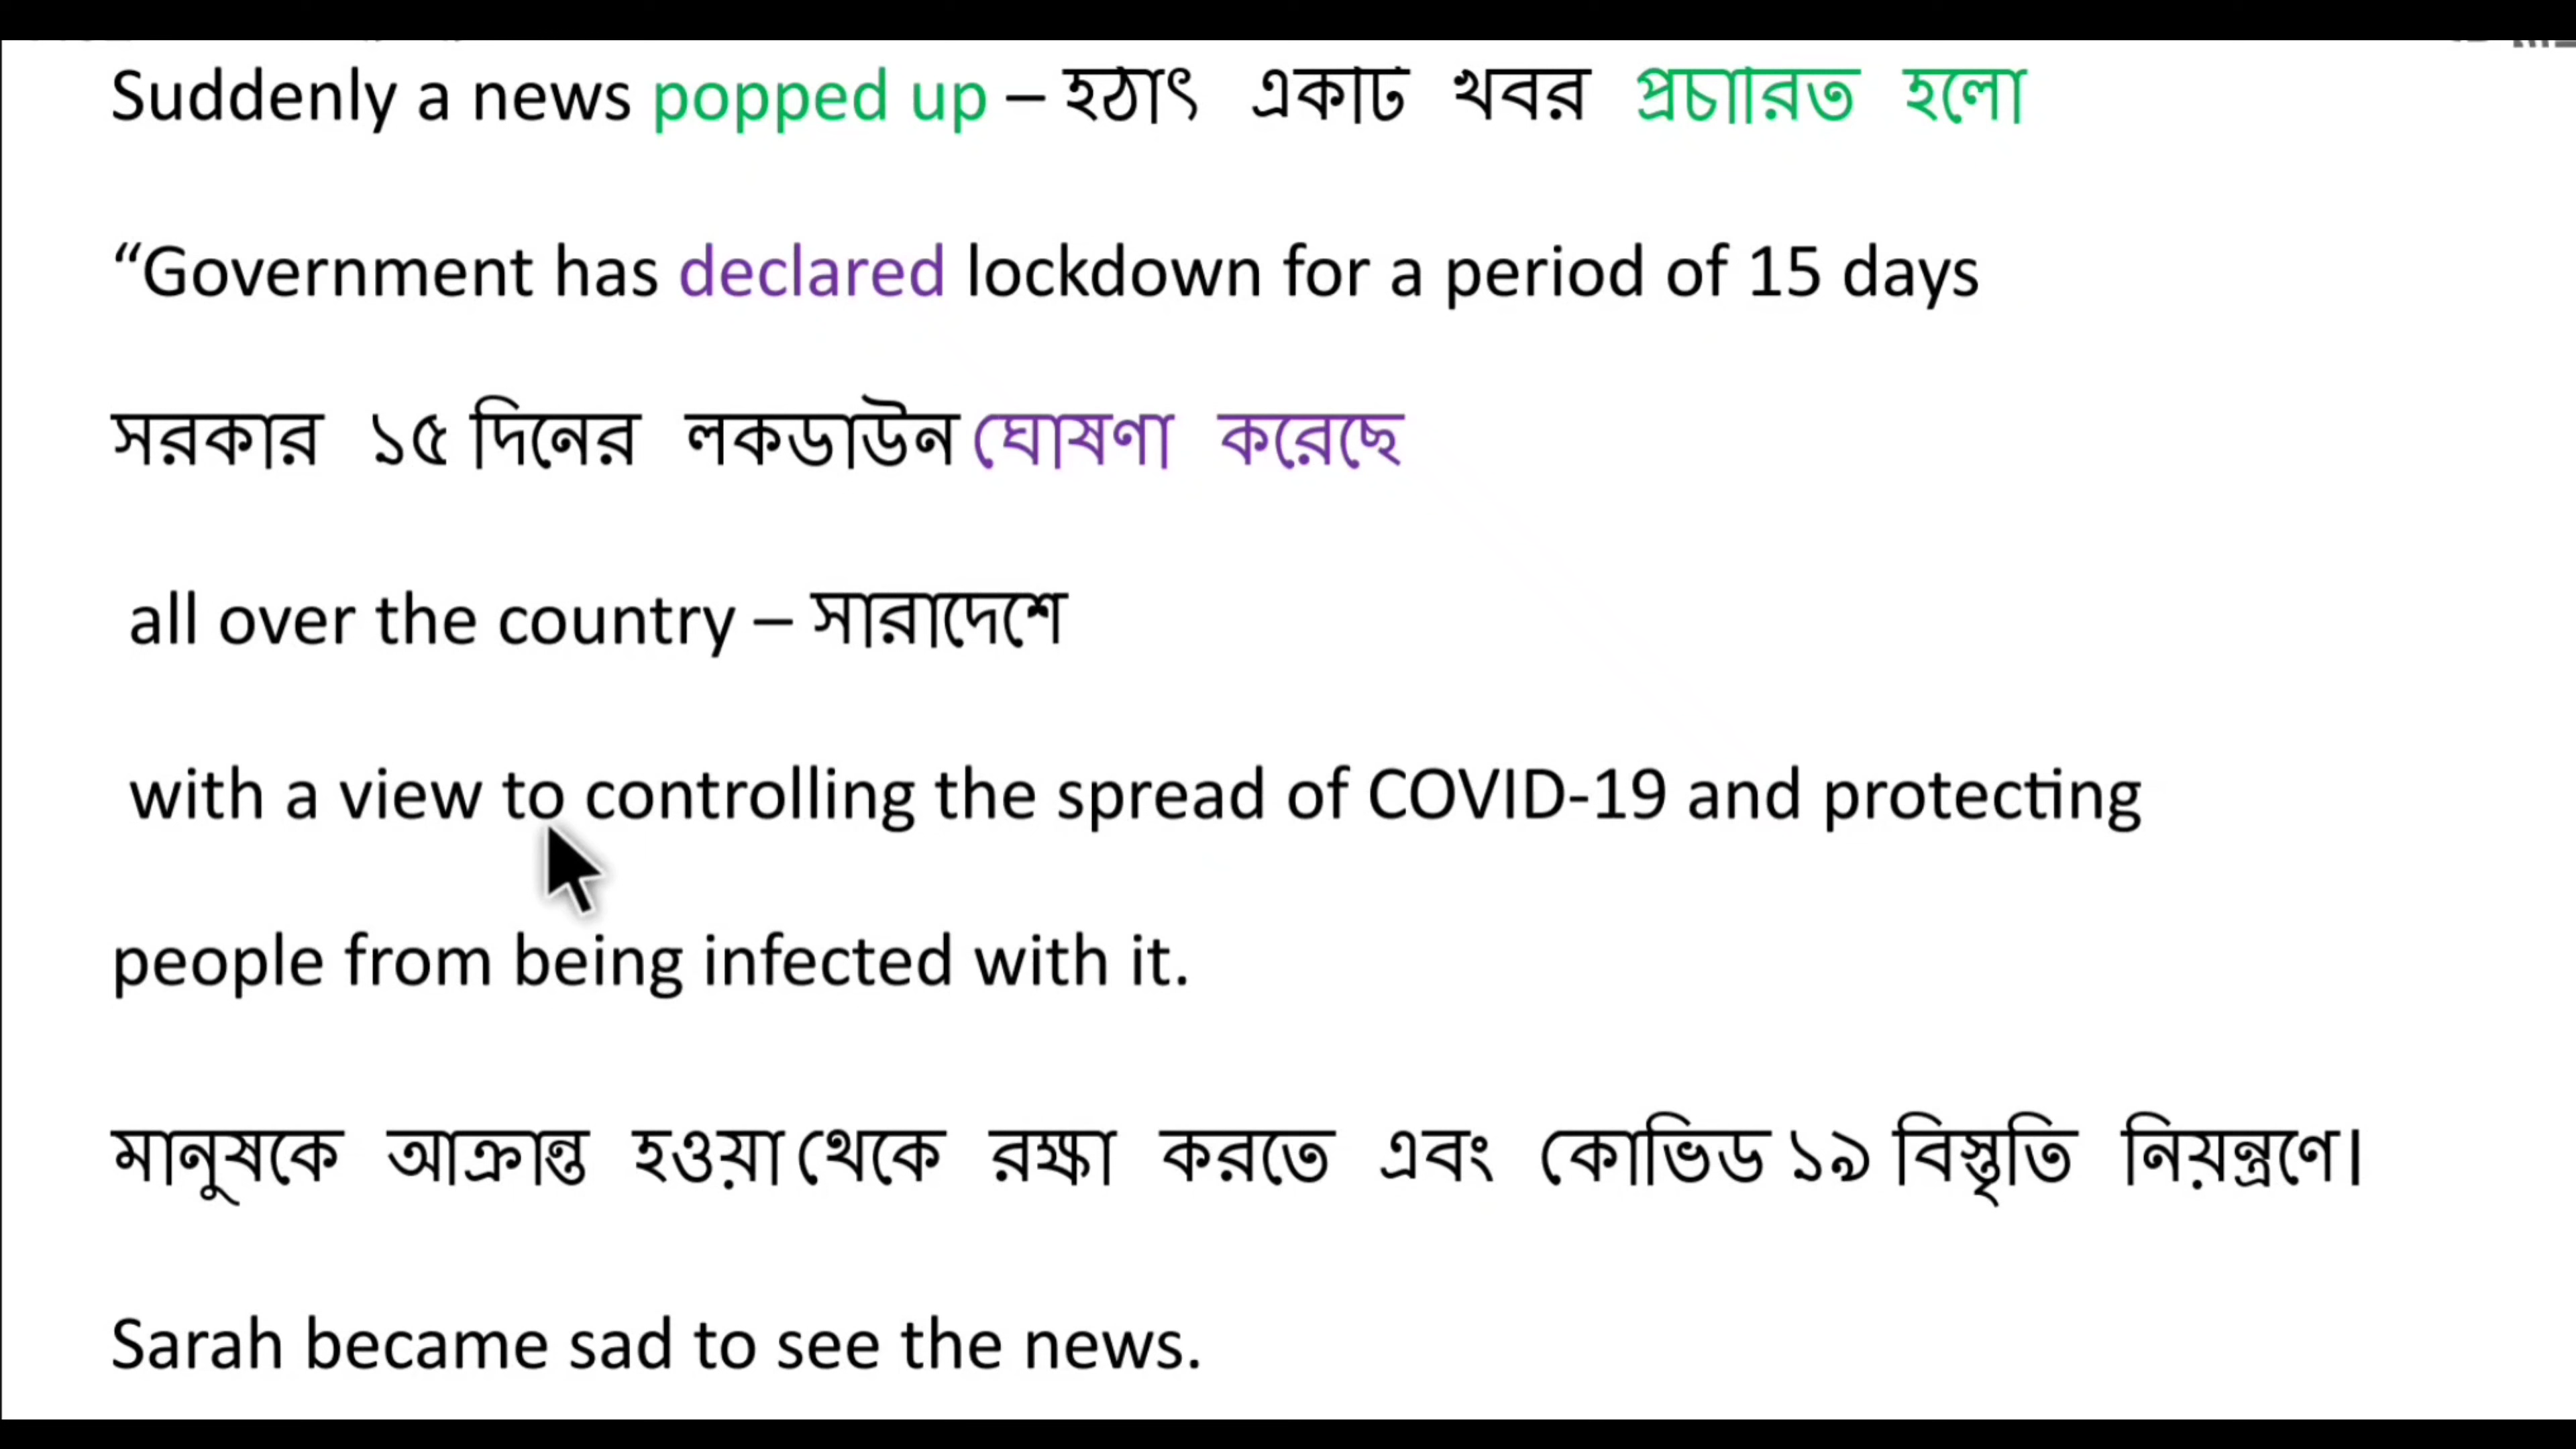 Suddenly a news popped up – হঠাৎ একটি খবর প্রচারিত হলো
“Government has declared lockdown for a period of 15 days
সরকার ১৫ দিনের লকডাউন ঘোষণা করেছে
all over the country – সারাদেশে
with a view to controlling the spread of COVID-19 and protecting
people from being infected with it.
মানুষকে আক্রান্ত হওয়া থেকে রক্ষা করতে এবং কোভিড ১৯ বিস্তৃতি নিয়ন্ত্রণে।
Sarah became sad to see the news.